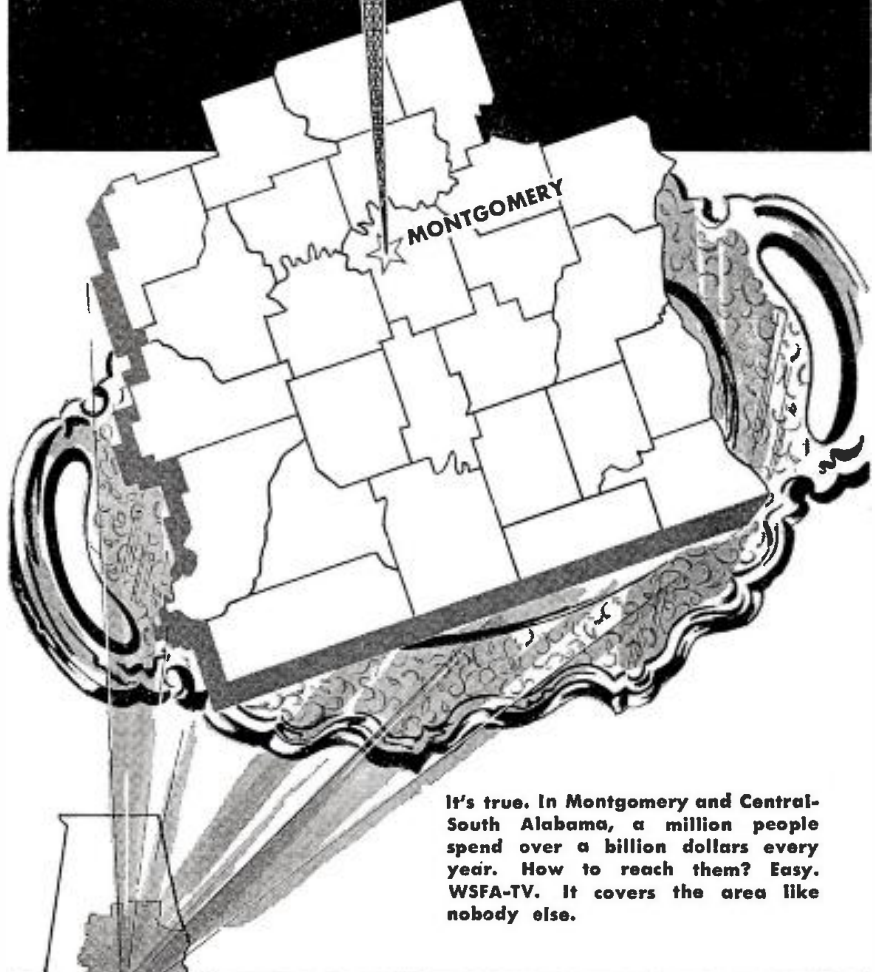 MONTGOMERY
It's true. In Montgomery and Central-
South Alabama, a million people
spend over a billion dollars every
year. How to reach them? Easy.
WSFA-TV. It covers the area like
nobody else.